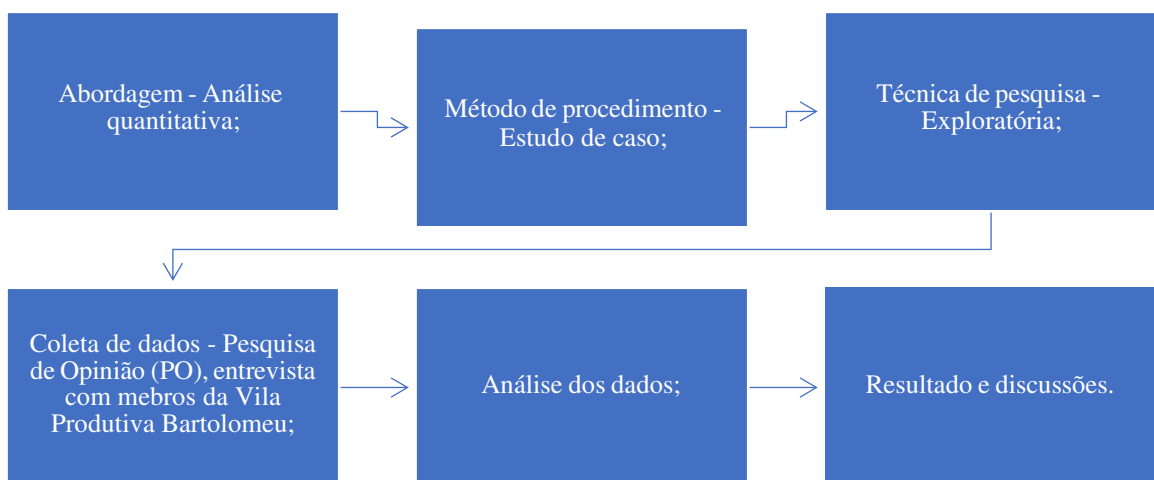 Abordagem - Análise
quantitativa;
Método de procedimento -
Estudo de caso;
Técnica de pesquisa -
Exploratória;
Coleta de dados - Pesquisa
de Opinião (PO), entrevista
com mebros da Vila
Produtiva Bartolomeu;
Análise dos dados;
Resultado e discussões.